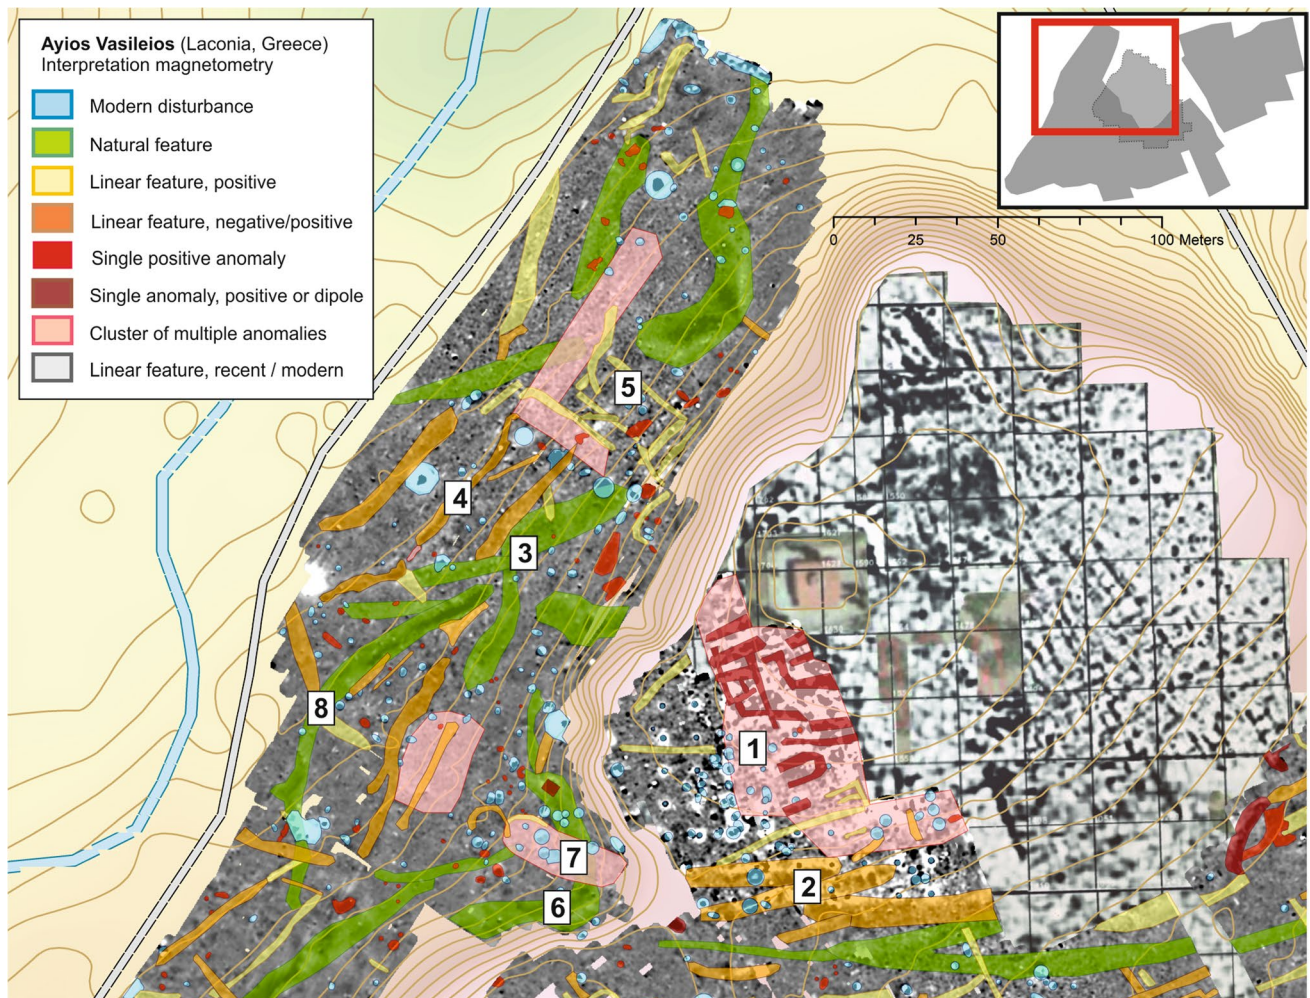 Ayios Vasileios (Laconia, Greece)
Interpretation magnetometry
Modern disturbance
Natural feature
Linear feature, positive
Linear feature, negative/positive
Single positive anomaly
Single anomaly, positive or dipole
Cluster of multiple anomalies
Linear feature, recent / modern
0 25 50 100 Meters
5
4
3
8
1
7
2
6